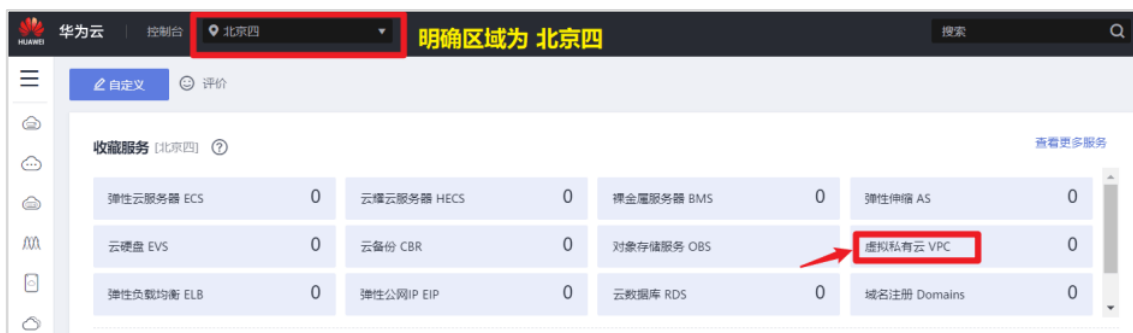 HUAWEI 华为云 控制台 北京四 明确区域为 北京四 搜索
自定义 评价
收藏服务 [北京四] ? 查看更多服务
弹性云服务器 ECS 0 云耀云服务器 HECS 0 裸金属服务器 BMS 0 弹性伸缩 AS 0
云硬盘 EVS 0 云备份 CBR 0 对象存储服务 OBS 虚拟私有云 VPC 0
弹性负载均衡 ELB 0 弹性公网IP EIP 0 云数据库 RDS 0 域名注册 Domains 0